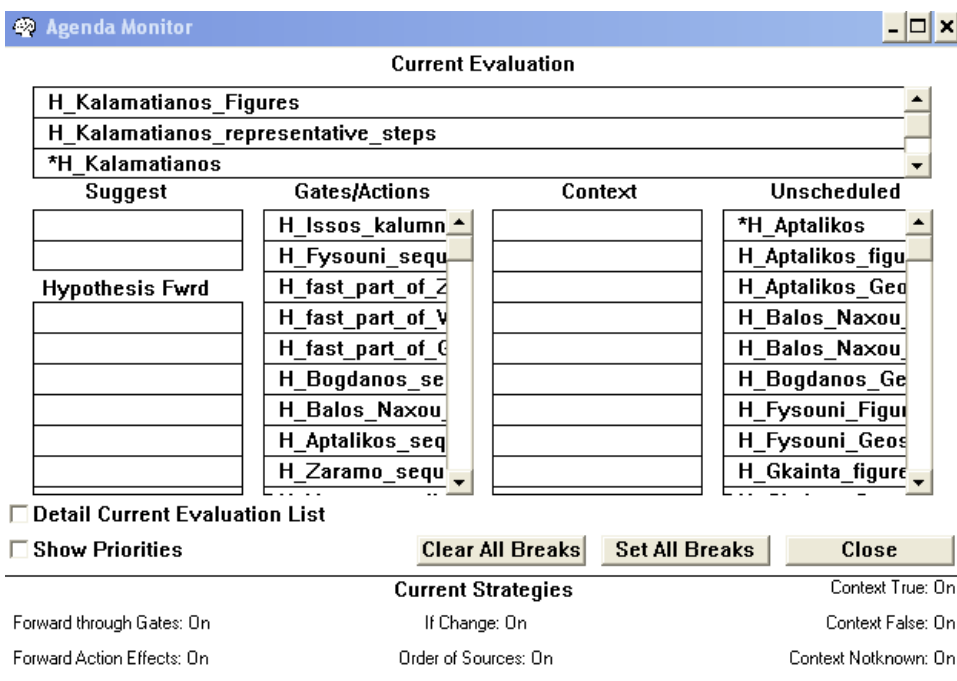 Agenda Monitor
Current Evaluation
H_Kalamatianos_Figures
H_Kalamatianos_representative_steps
*H_Kalamatianos
Suggest Gates/Actions Context Unscheduled
H_Issos_kalumn *H_Aptalikos
H_Fysouni_sequ H_Aptalikos_figu
Hypothesis Fwrd H_fast_part_of_Z H_Aptalikos_Geo
H_fast_part_of_V H_Balos_Naxou_
H_fast_part_of_G H_Balos_Naxou_
H_Bogdanos_se H_Bogdanos_Ge
H_Balos_Naxou_ H_Fysouni_Figur
H_Aptalikos_seq H_Fysouni_Geos
H_Zaramo_sequ H_Gkainta_figure
Detail Current Evaluation List
Show Priorities Clear All Breaks Set All Breaks Close
Current Strategies Context True: On
Forward through Gates: On If Change: On Context False: On
Forward Action Effects: On Order of Sources: On Context Notknown: On